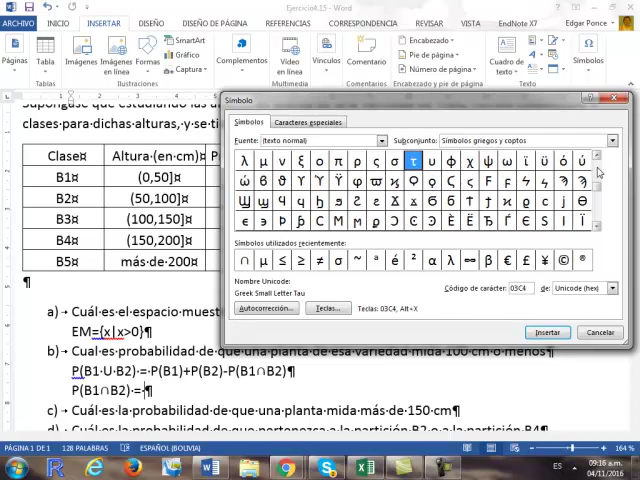 Ejercicio4.15 - Word
ARCHIVO INICIO INSERTAR DISEÑO DISEÑO DE PÁGINA REFERENCIAS CORRESPONDENCIA REVISAR VISTA EndNote X7 Edgar Ponce
Páginas Tabla Imágenes Imágenes en línea Formas SmartArt Gráfico Captura Complementos Vídeo en línea Vínculos Comentario Encabezado Pie de página Número de página Cuadro de texto Símbolos
Tablas Ilustraciones
clases para dichas alturas, y se
Clase¤ Altura·(en·cm)¤
B1¤ (0,50]¤
B2¤ (50,100]¤
B3¤ (100,150]¤
B4¤ (150,200]¤
B5¤ más·de·200¤
¶
Símbolo
Símbolos Caracteres especiales
Fuente: (texto normal) Subconjunto: Símbolos griegos y coptos
λ μ ν ξ ο π ρ ς σ τ υ φ χ ψ ω ϊ ϋ ό ύ
Símbolos utilizados recientemente:
∩ μ ≤ ≥ ≠ ~ ª é ² α λ ∞ β € £ ¥ © ®
Nombre Unicode:
Greek Small Letter Tau
Código de carácter: 03C4 de: Unicode (hex)
Autocorrección... Teclas... Teclas: 03C4, Alt+X
Insertar Cancelar
a) Cuál·es·el·espacio
EM={x|x>0}¶
b) Cual·es·probabilidad·de·que·una·planta·de·esa·variedad·mida·100·cm·o·menos
P(B1·U·B2)·=·P(B1)+P(B2)-P(B1∩B2)¶
P(B1∩B2)·=·¶
c) Cuál·es·la·probabilidad·de·que·una·planta·mida·más·de·150·cm¶
PÁGINA 1 DE 1 128 PALABRAS ESPAÑOL (BOLIVIA) 164 %
ES 09:16 a.m.
04/11/2016